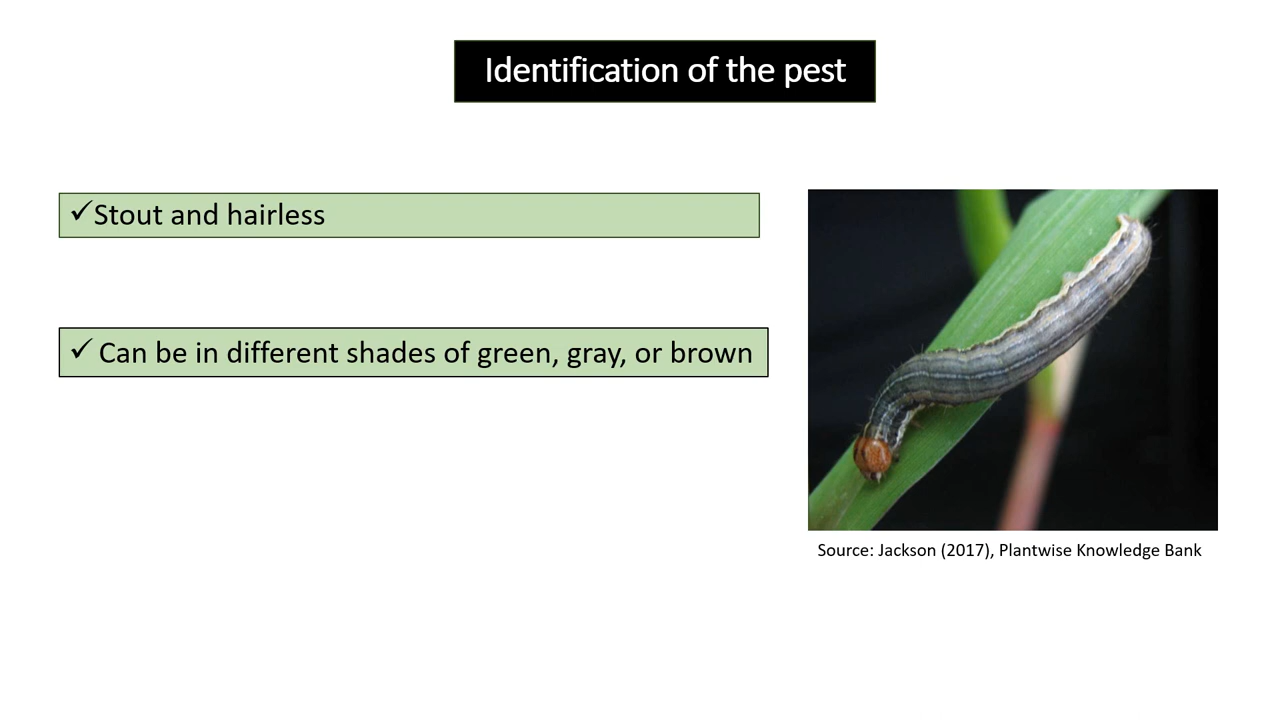 Identification of the pest
✓Stout and hairless
✓ Can be in different shades of green, gray, or brown
Source: Jackson (2017), Plantwise Knowledge Bank